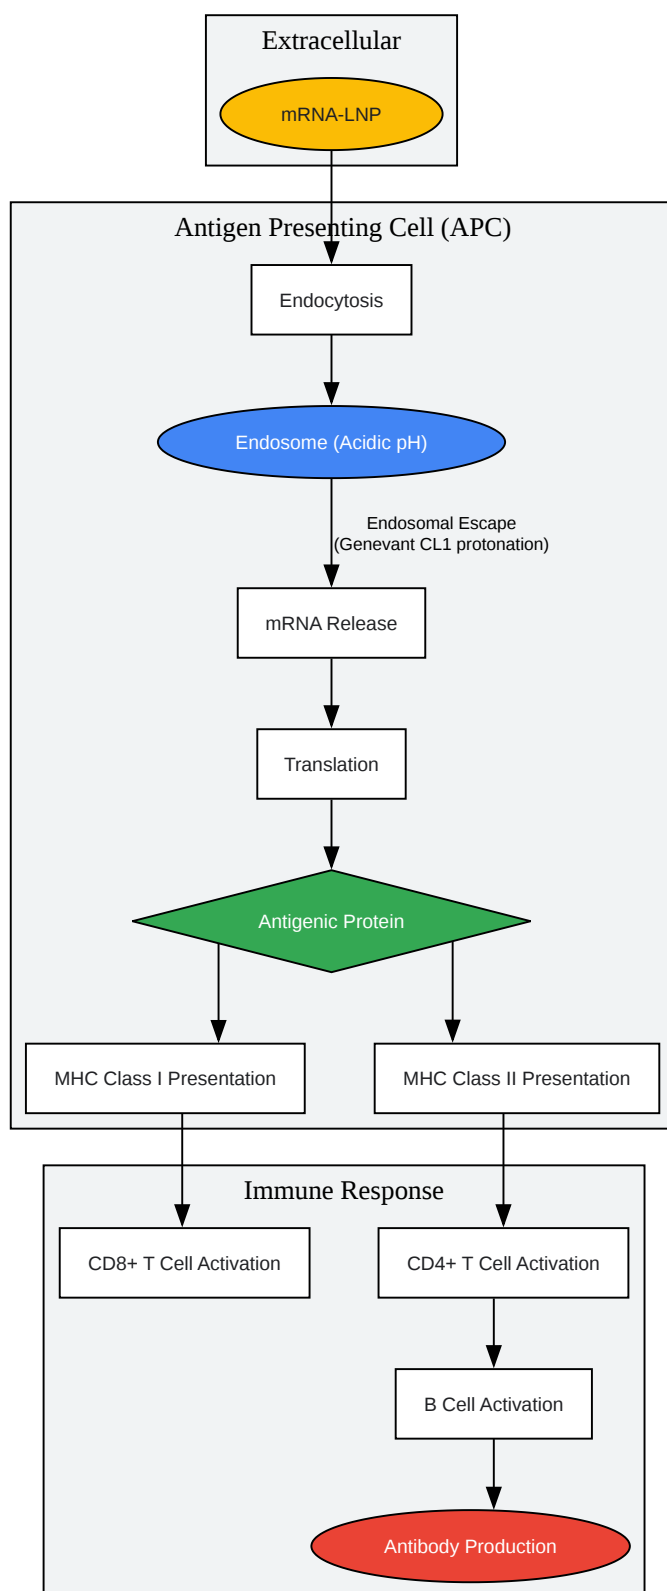 Extracellular
mRNA-LNP
Antigen Presenting Cell (APC)
Endocytosis
Endosome (Acidic pH)
Endosomal Escape
(Genevant CL1 protonation)
mRNA Release
Translation
Antigenic Protein
MHC Class I Presentation
MHC Class II Presentation
Immune Response
CD8+ T Cell Activation
CD4+ T Cell Activation
B Cell Activation
Antibody Production